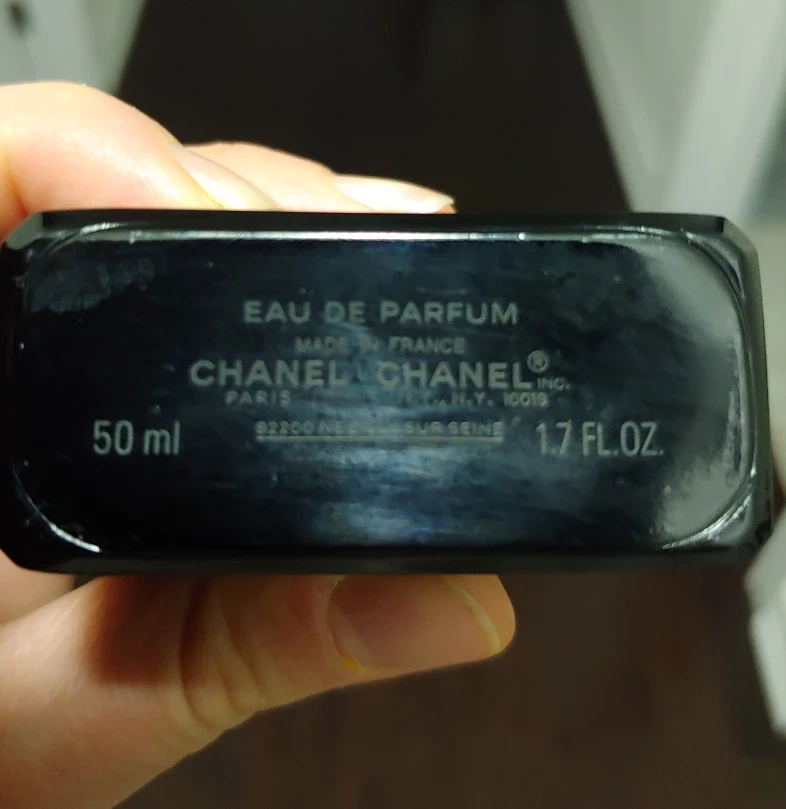 EAU DE PARFUM
MADE IN FRANCE
CHANEL CHANEL® INC.
PARIS N.Y. 10019
92200 SUR SEINE
50 ml 1.7 FL.OZ.